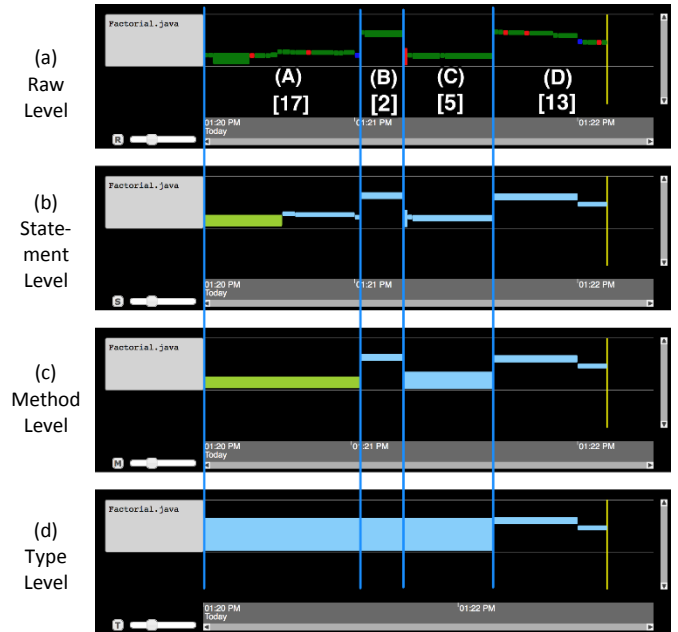 (a)
Raw
Level
Factorial.java
(A)
[17]
(B)
[2]
(C)
[5]
(D)
[13]
01:20 PM
Today
01:21 PM
01:22 PM
R
(b)
State-
ment
Level
Factorial.java
01:20 PM
Today
01:21 PM
01:22 PM
S
(c)
Method
Level
Factorial.java
01:20 PM
Today
01:21 PM
01:22 PM
M
(d)
Type
Level
Factorial.java
01:20 PM
Today
01:22 PM
T